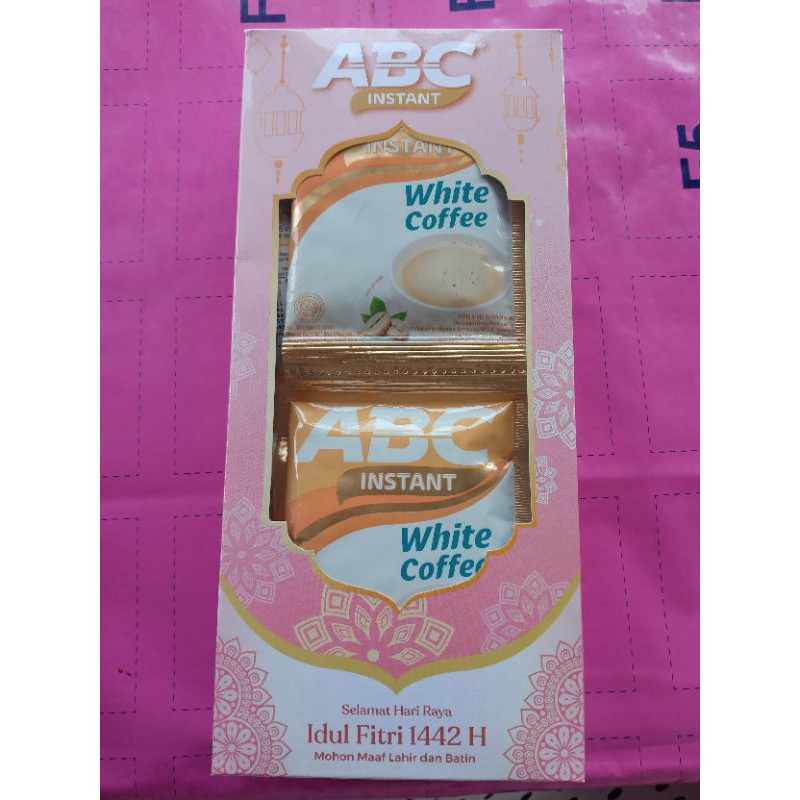 ABC
INSTANT
INSTANT
White
Coffee
ABC
INSTANT
White
Coffee
Selamat Hari Raya
Idul Fitri 1442 H
Mohon Maaf Lahir dan Batin